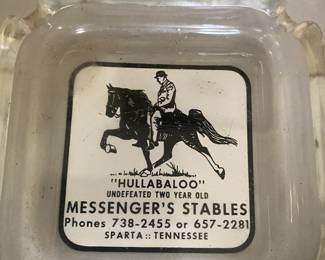 "HULLABALOO"
UNDEFEATED TWO YEAR OLD
MESSENGER'S STABLES
Phones 738-2455 or 657-2281
SPARTA :: TENNESSEE